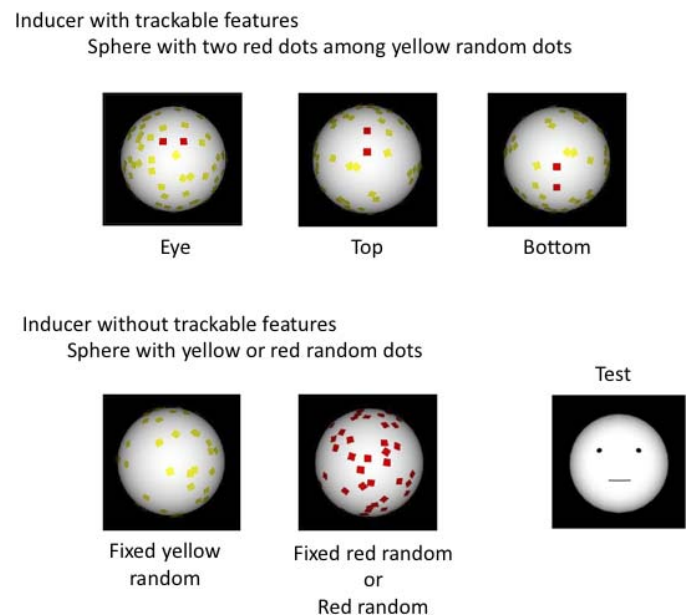 Inducer with trackable features
Sphere with two red dots among yellow random dots
Eye
Top
Bottom
Inducer without trackable features
Sphere with yellow or red random dots
Test
Fixed yellow
random
Fixed red random
or
Red random